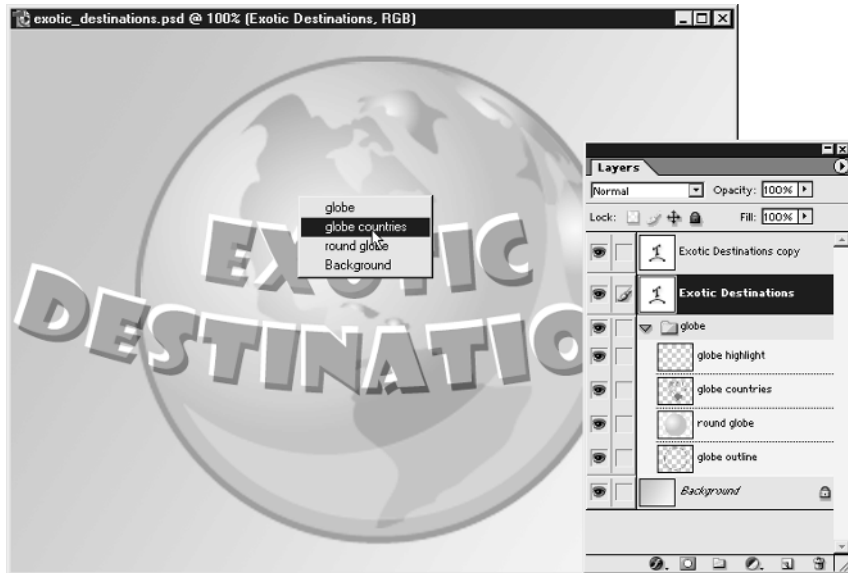 exotic_destinations.psd @ 100% (Exotic Destinations, RGB)
globe
globe countries
round globe
Background
EXOTIC
DESTINATIO
Layers
Normal Opacity: 100%
Lock: Fill: 100%
Exotic Destinations copy
Exotic Destinations
globe
globe highlight
globe countries
round globe
globe outline
Background